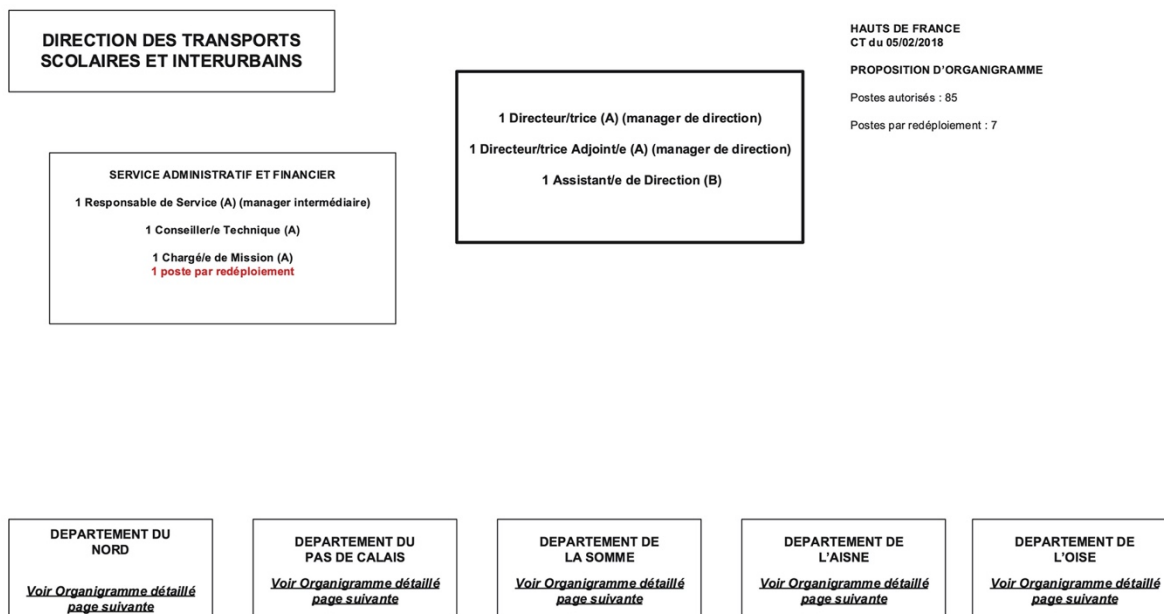 DIRECTION DES TRANSPORTS
SCOLAIRES ET INTERURBAINS
HAUTS DE FRANCE
CT du 05/02/2018
PROPOSITION D'ORGANIGRAMME
Postes autorisés : 85
Postes par redéploiement : 7
1 Directeur/trice (A) (manager de direction)
1 Directeur/trice Adjoint/e (A) (manager de direction)
1 Assistant/e de Direction (B)
SERVICE ADMINISTRATIF ET FINANCIER
1 Responsable de Service (A) (manager intermédiaire)
1 Conseiller/e Technique (A)
1 Chargé/e de Mission (A)
1 poste par redéploiement
DEPARTEMENT DU
NORD
Voir Organigramme détaillé
page suivante
DEPARTEMENT DU
PAS DE CALAIS
Voir Organigramme détaillé
page suivante
DEPARTEMENT DE
LA SOMME
Voir Organigramme détaillé
page suivante
DEPARTEMENT DE
L'AISNE
Voir Organigramme détaillé
page suivante
DEPARTEMENT DE
L'OISE
Voir Organigramme détaillé
page suivante